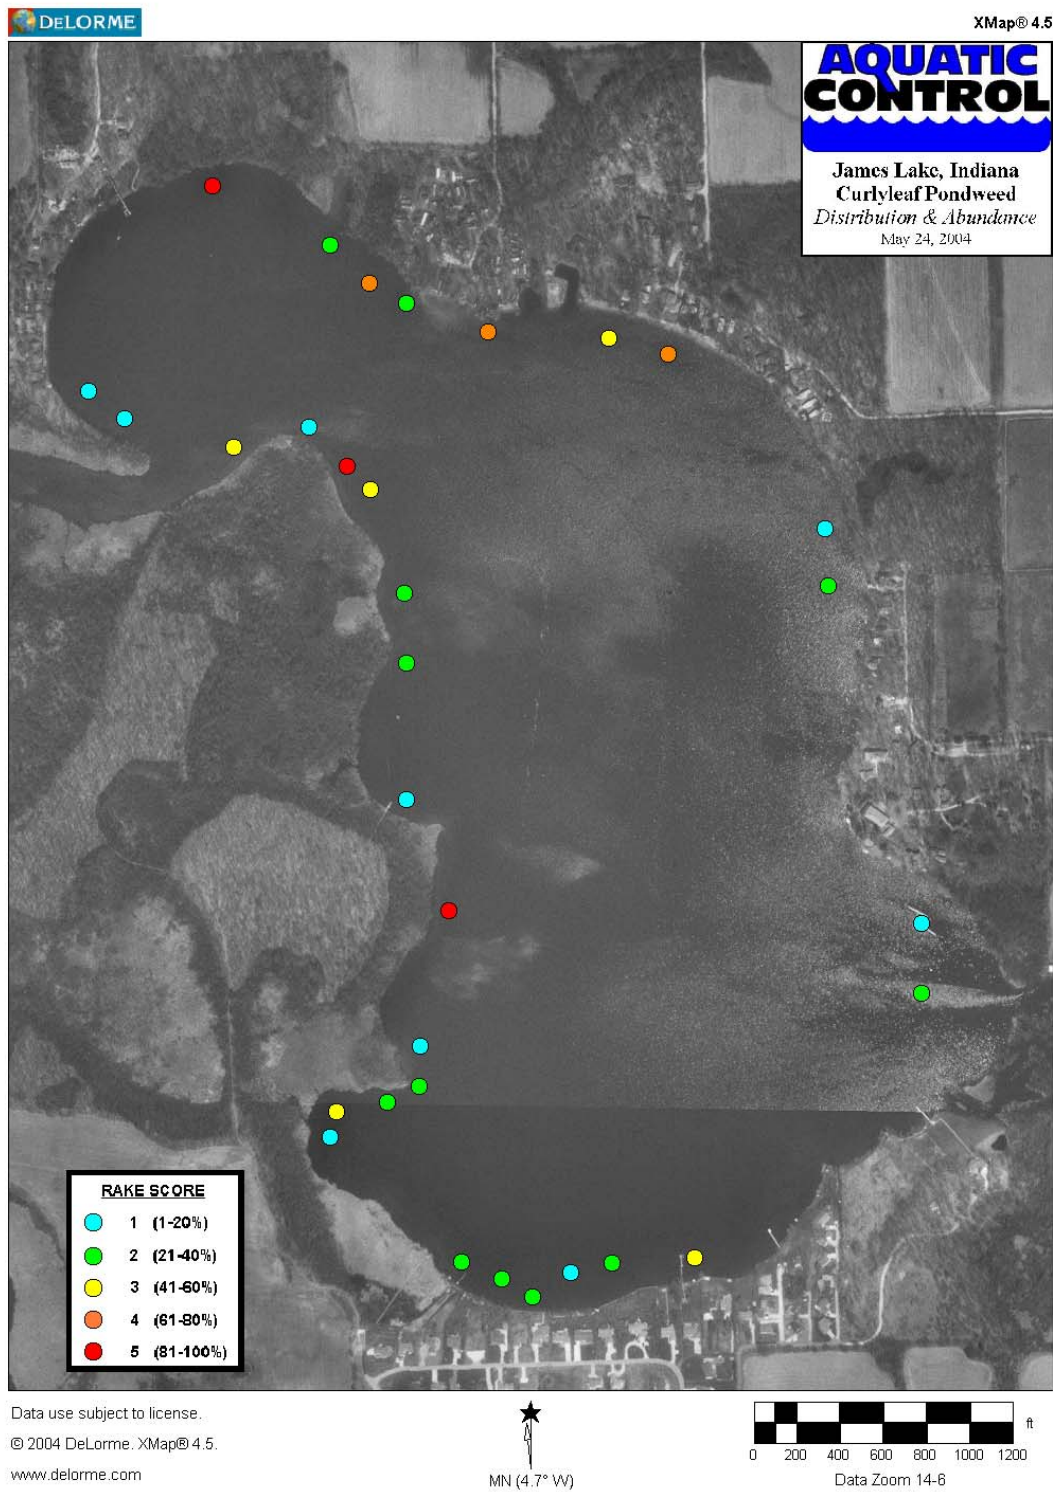 DELORME
XMap® 4.5
AQUATIC
CONTROL
James Lake, Indiana
Curlyleaf Pondweed
Distribution & Abundance
May 24, 2004
RAKE SCORE
1 (1-20%)
2 (21-40%)
3 (41-60%)
4 (61-80%)
5 (81-100%)
Data use subject to license.
© 2004 DeLorme. XMap® 4.5.
www.delorme.com
MN (4.7° W)
ft
0 200 400 600 800 1000 1200
Data Zoom 14-6